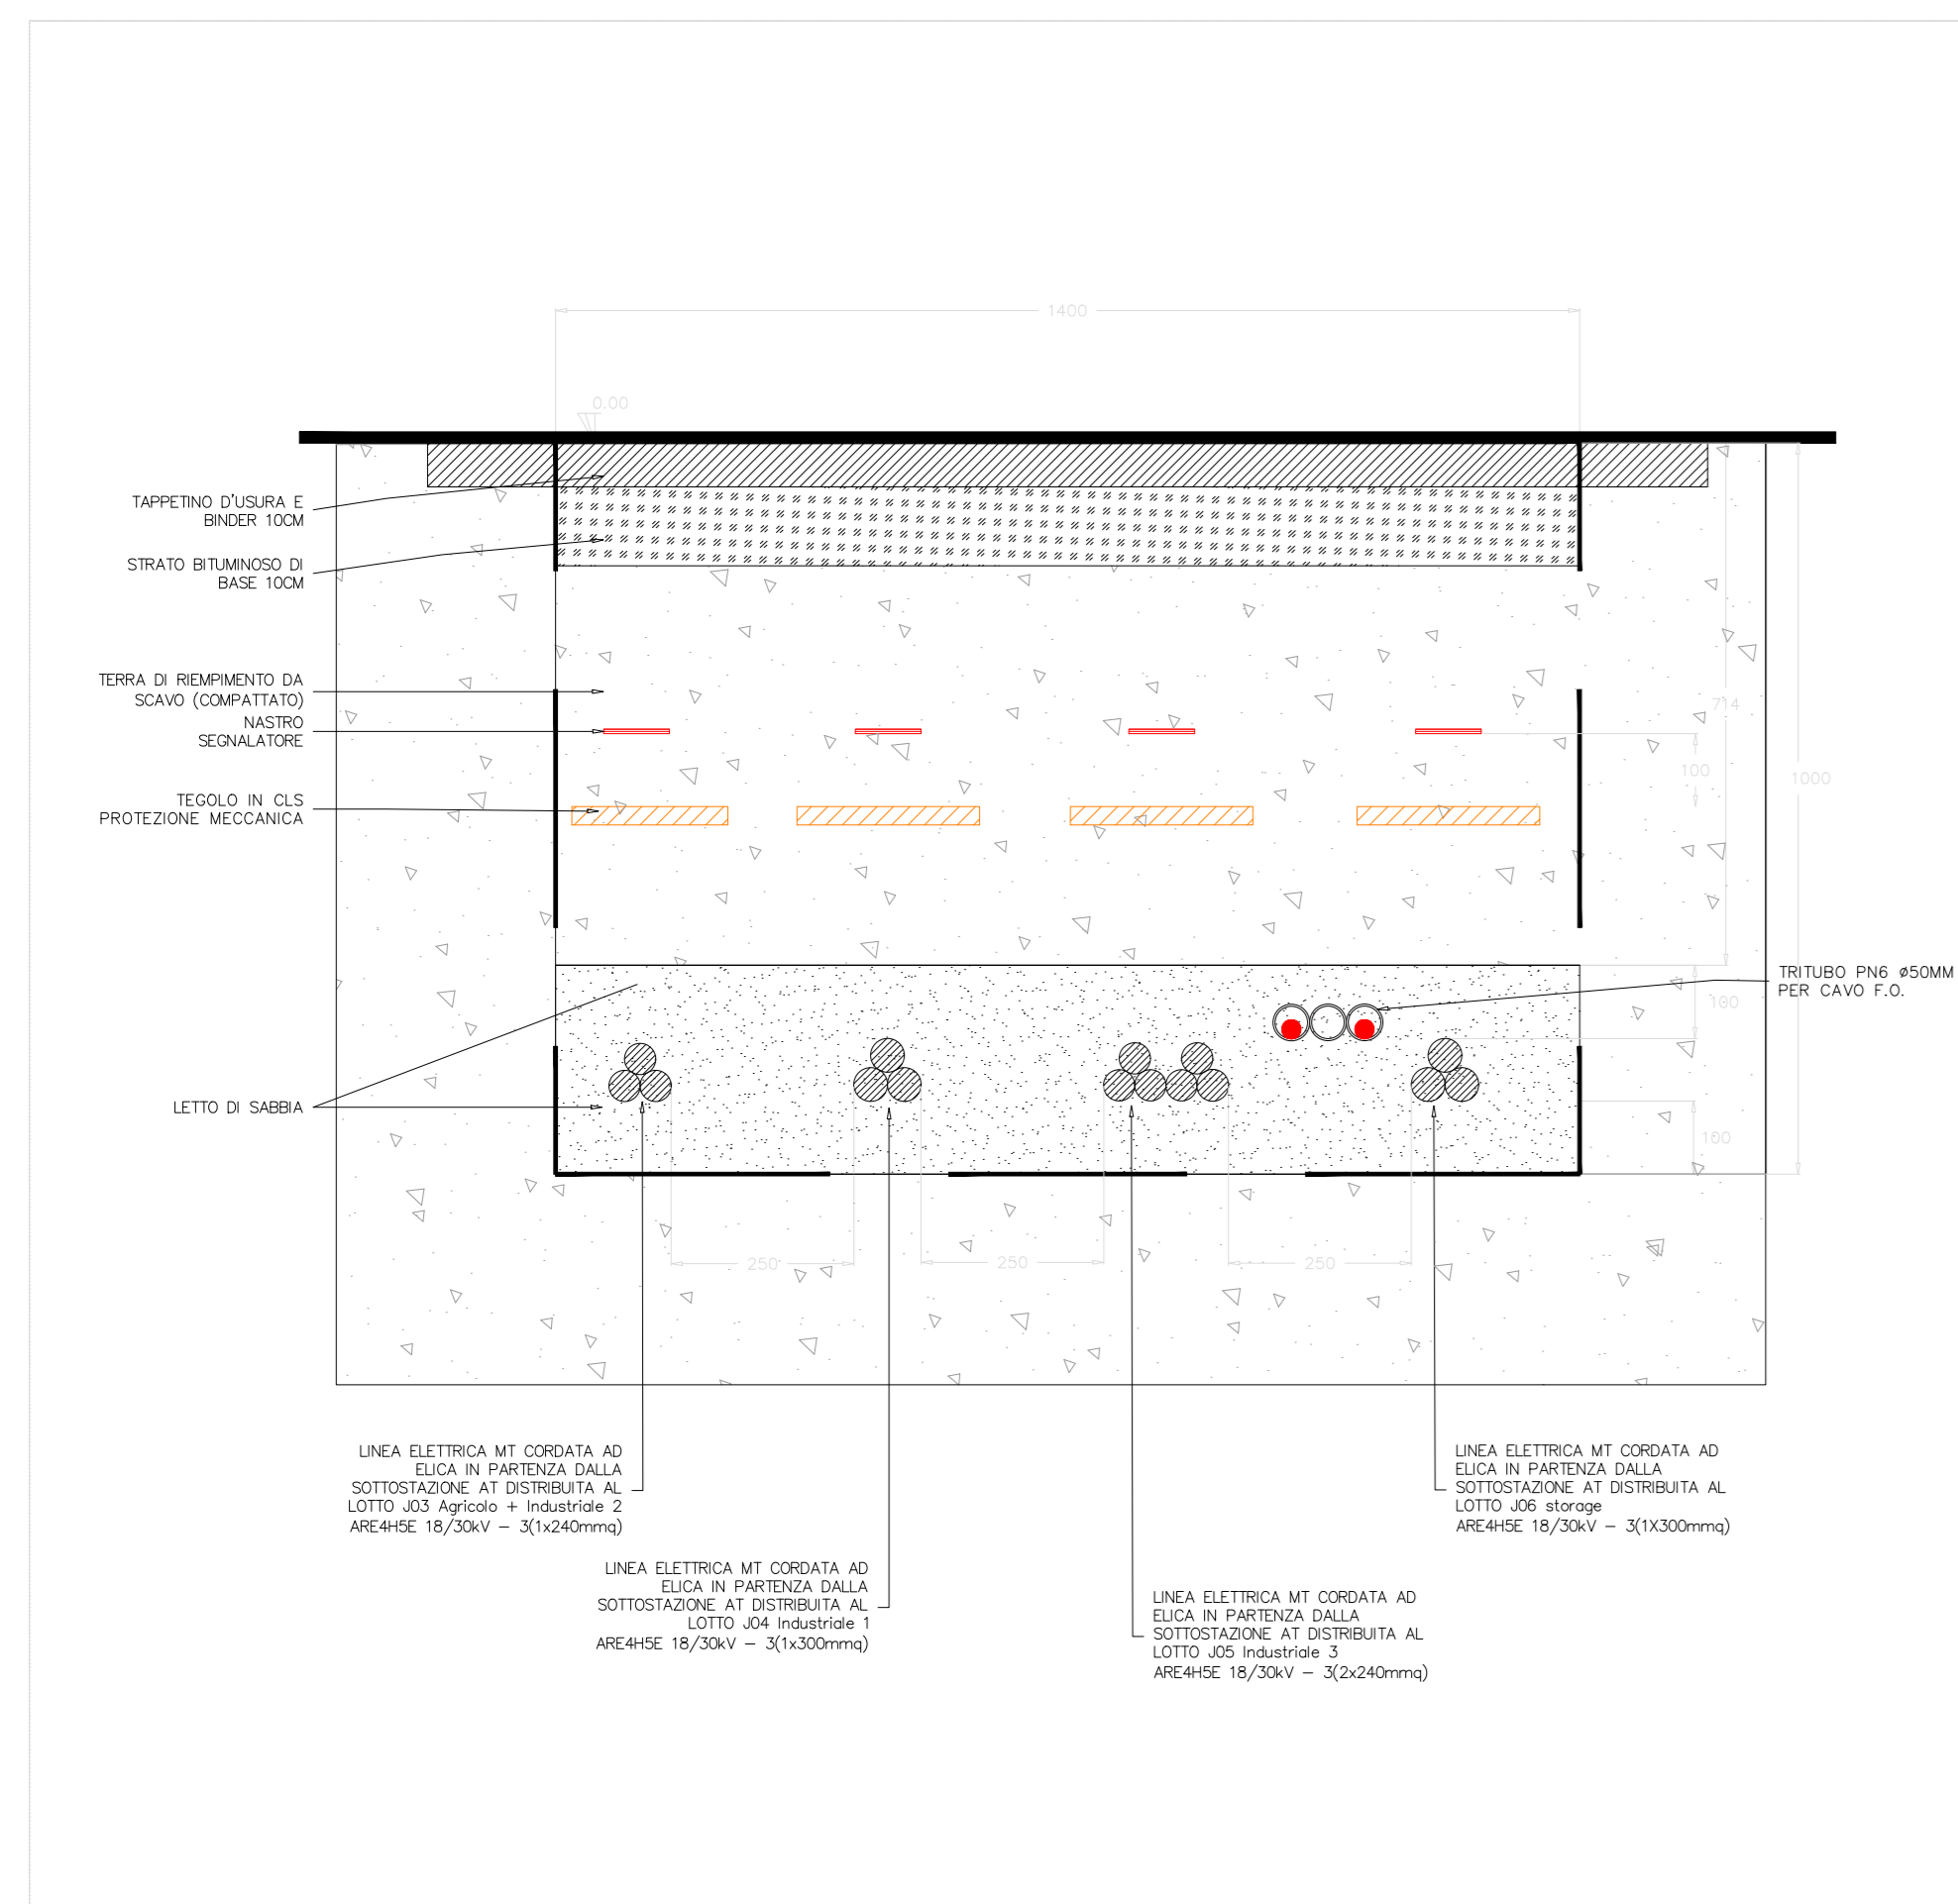 1400
0.00
TAPPETINO D'USURA E
BINDER 10CM
STRATO BITUMINOSO DI
BASE 10CM
TERRA DI RIEMPIMENTO DA
SCAVO (COMPATTATO)
NASTRO
SEGNALATORE
TEGOLO IN CLS
PROTEZIONE MECCANICA
714
100
1000
TRITUBO PN6 ø50MM
PER CAVO F.O.
100
LETTO DI SABBIA
100
250
250
250
LINEA ELETTRICA MT CORDATA AD
ELICA IN PARTENZA DALLA
SOTTOSTAZIONE AT DISTRIBUITA AL
LOTTO J03 Agricolo + Industriale 2
ARE4H5E 18/30kV - 3(1x240mmq)
LINEA ELETTRICA MT CORDATA AD
ELICA IN PARTENZA DALLA
SOTTOSTAZIONE AT DISTRIBUITA AL
LOTTO J06 storage
ARE4H5E 18/30kV - 3(1X300mmq)
LINEA ELETTRICA MT CORDATA AD
ELICA IN PARTENZA DALLA
SOTTOSTAZIONE AT DISTRIBUITA AL
LOTTO J04 Industriale 1
ARE4H5E 18/30kV - 3(1x300mmq)
LINEA ELETTRICA MT CORDATA AD
ELICA IN PARTENZA DALLA
SOTTOSTAZIONE AT DISTRIBUITA AL
LOTTO J05 Industriale 3
ARE4H5E 18/30kV - 3(2x240mmq)